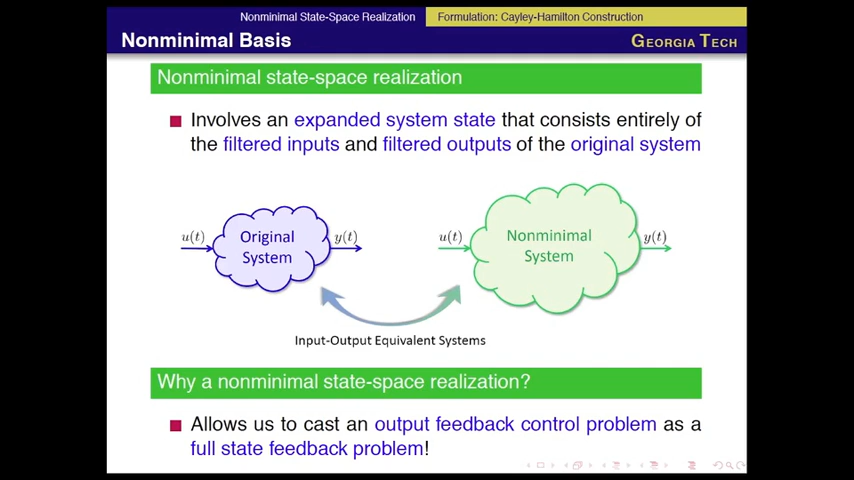 Nonminimal State-Space Realization
Formulation: Cayley-Hamilton Construction
Nonminimal Basis
GEORGIA TECH
Nonminimal state-space realization
Involves an expanded system state that consists entirely of
the filtered inputs and filtered outputs of the original system
u(t)
Original
System
y(t)
u(t)
Nonminimal
System
y(t)
Input-Output Equivalent Systems
Why a nonminimal state-space realization?
Allows us to cast an output feedback control problem as a
full state feedback problem!